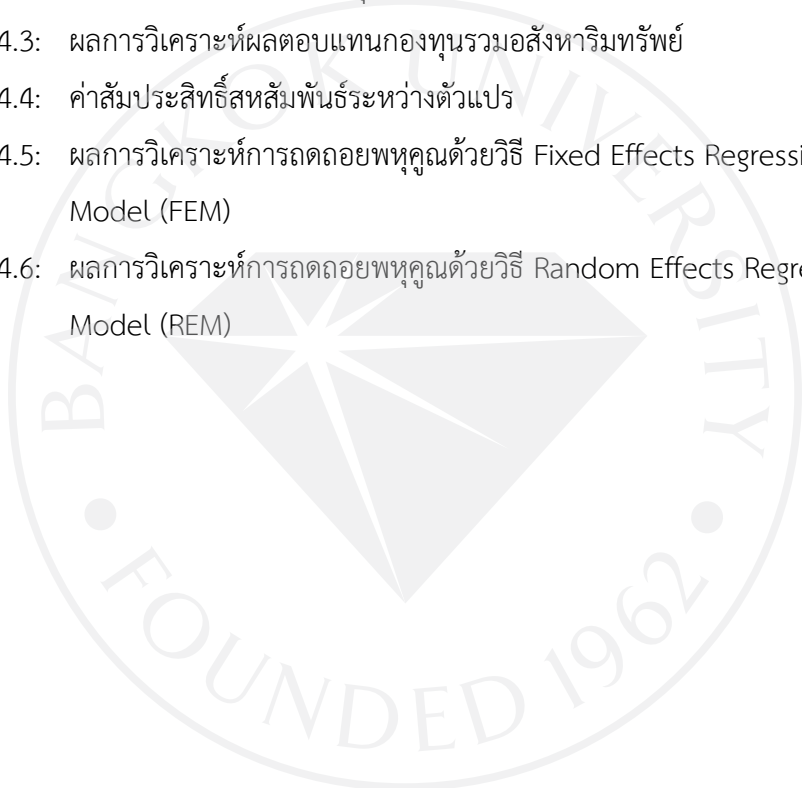 4.3: ผลการวิเคราะห์ผลตอบแทนกองทุนรวมอสังหาริมทรัพย์
4.4: ค่าสัมประสิทธิ์สหสัมพันธ์ระหว่างตัวแปร
4.5: ผลการวิเคราะห์การถดถอยพหุคูณด้วยวิธี Fixed Effects Regressi
Model (FEM)
4.6: ผลการวิเคราะห์การถดถอยพหุคูณด้วยวิธี Random Effects Regre
Model (REM)
BANGKOK UNIVERSITY
FOUNDED 1962